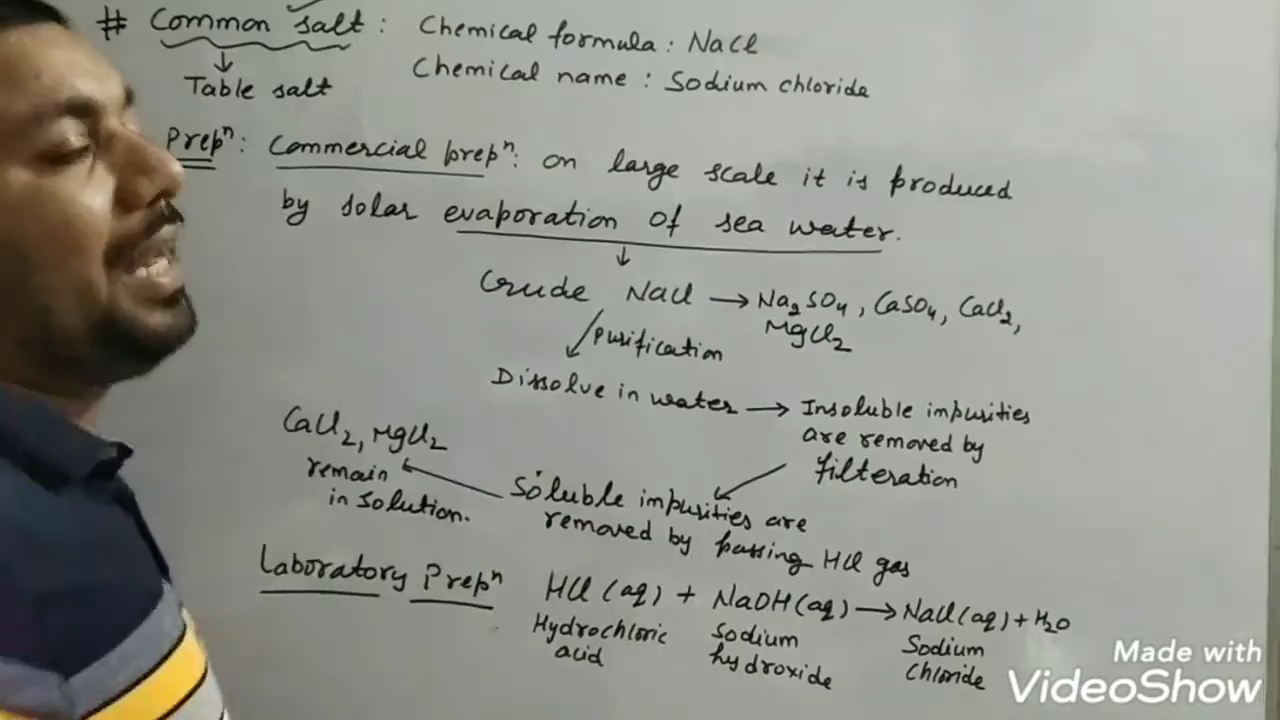 # Common salt : Chemical formula : NaCl
Table salt
Chemical name : Sodium chloride
Prepⁿ : Commercial prepⁿ : on large scale it is produced
by solar evaporation of sea water.
Crude NaCl → Na₂SO₄, CaSO₄, CaCl₂,
MgCl₂
purification
Dissolve in water → Insoluble impurities
are removed by
filteration
Soluble impurities are
removed by passing HCl gas
CaCl₂, MgCl₂
remain
in solution.
Laboratory Prepⁿ
HCl (aq) + NaOH (aq) → NaCl (aq) + H₂O
Hydrochloric acid
Sodium hydroxide
Sodium chloride
Made with
VideoShow